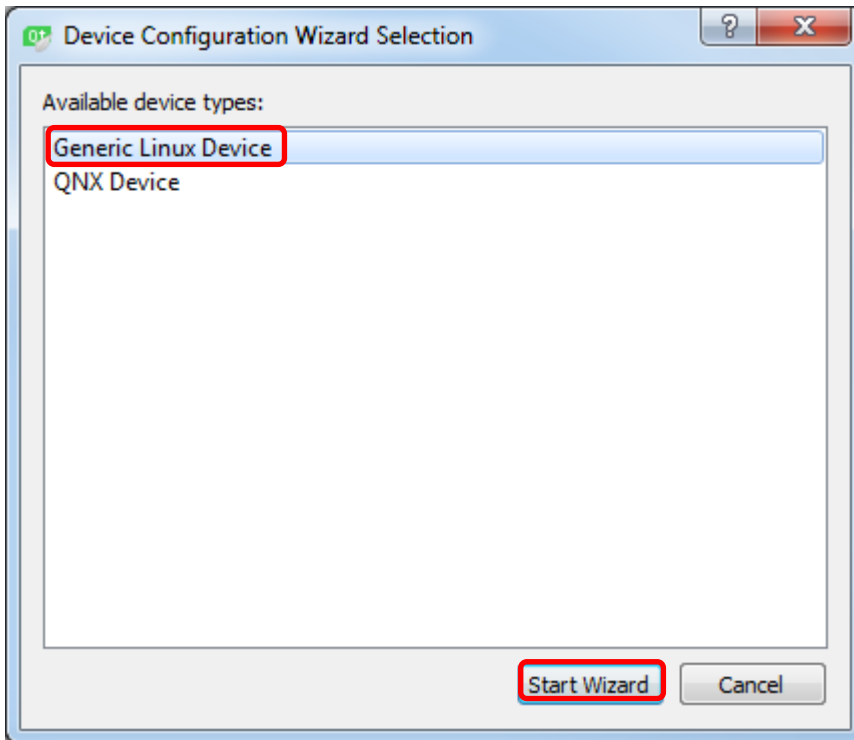 Device Configuration Wizard Selection
Available device types:
Generic Linux Device
QNX Device
Start Wizard
Cancel